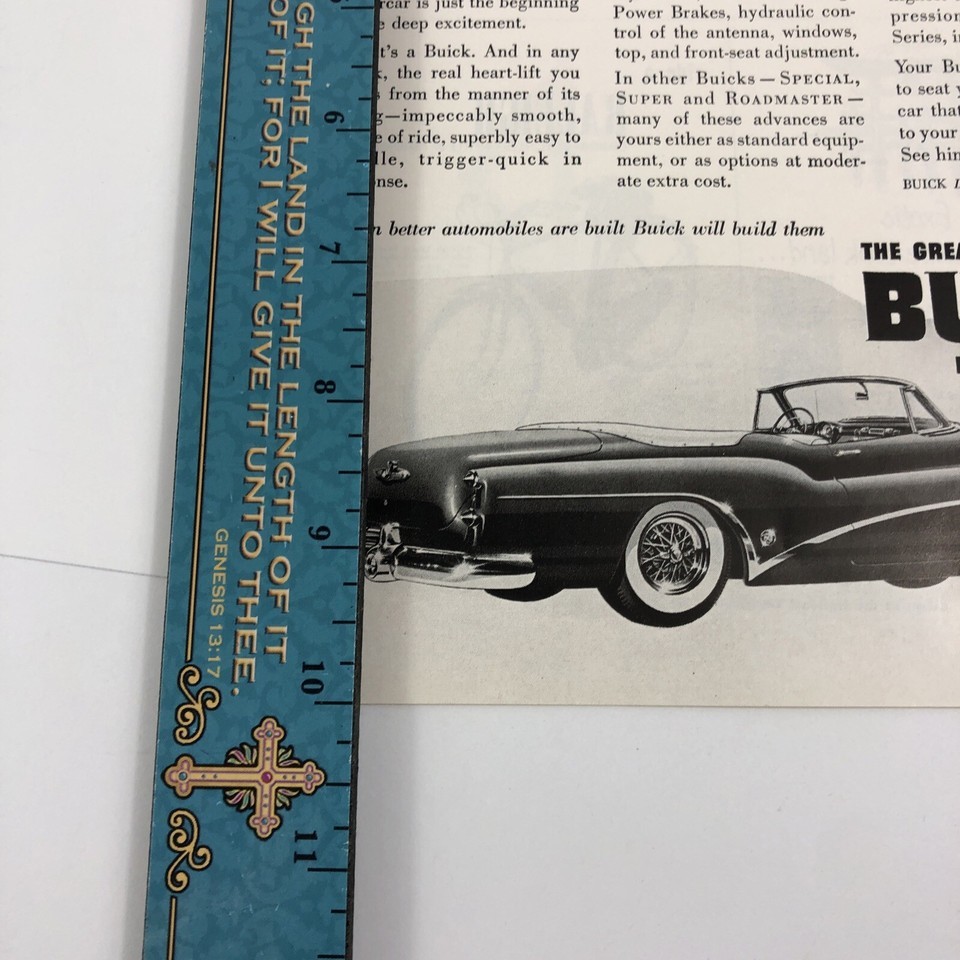 GH THE LAND IN THE LENGTH OF IT
OF IT; FOR I WILL GIVE IT UNTO THEE.
GENESIS 13:17
6
7
8
9
10
11
rcar is just the beginning
deep excitement.
t's a Buick. And in any
, the real heart-lift you
from the manner of its
—impeccably smooth,
of ride, superbly easy to
lle, trigger-quick in
nse.
Power Brakes, hydraulic con-
trol of the antenna, windows,
top, and front-seat adjustment.
In other Buicks—SPECIAL,
SUPER and ROADMASTER—
many of these advances are
yours either as standard equip-
ment, or as options at moder-
ate extra cost.
pression
Series, i
Your Bu
to seat y
car that
to your
See him
BUICK
n better automobiles are built Buick will build them
THE GREA
BU